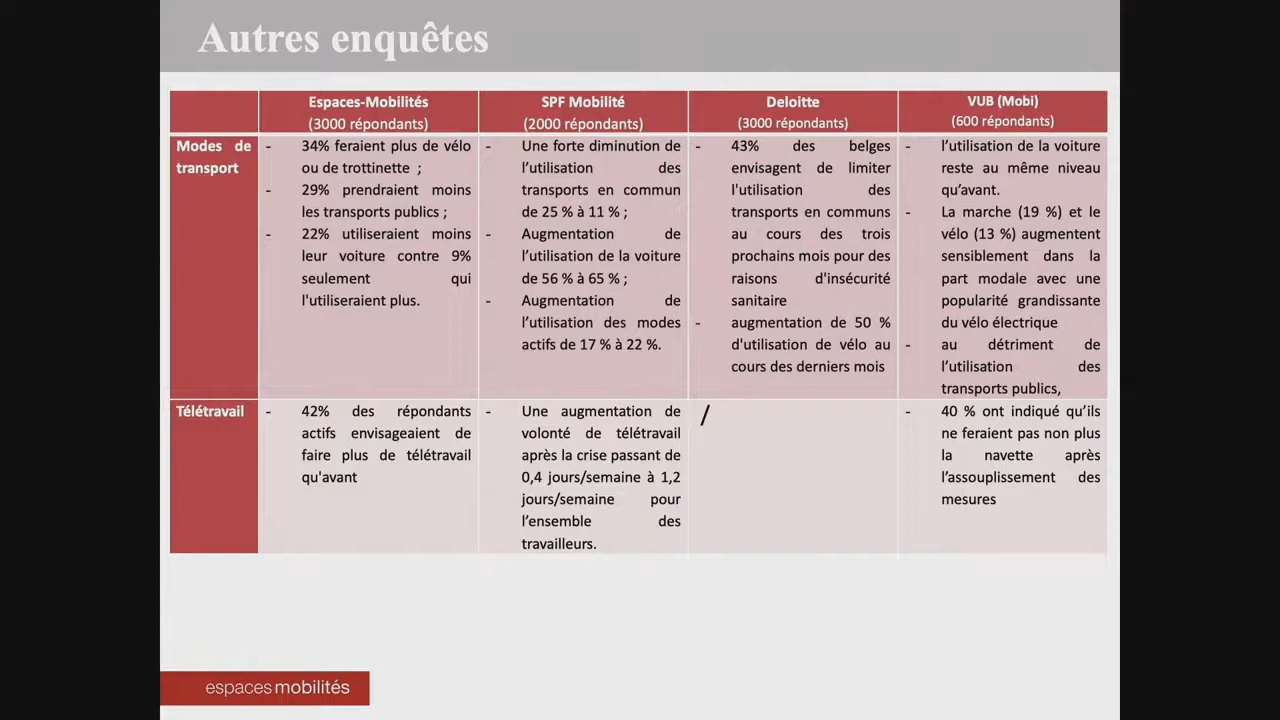 Autres enquêtes
Espaces-Mobilités
(3000 répondants)
SPF Mobilité
(2000 répondants)
Deloitte
(3000 répondants)
VUB (Mobi)
(600 répondants)
Modes de
transport
- 34% feraient plus de vélo
ou de trottinette ;
- 29% prendraient moins
les transports publics ;
- 22% utiliseraient moins
leur voiture contre 9%
seulement qui
l'utiliseraient plus.
- Une forte diminution de
l’utilisation des
transports en commun
de 25 % à 11 % ;
- Augmentation de
l’utilisation de la voiture
de 56 % à 65 % ;
- Augmentation de
l’utilisation des modes
actifs de 17 % à 22 %.
- 43% des belges
envisagent de limiter
l'utilisation des
transports en communs
au cours des trois
prochains mois pour des
raisons d'insécurité
sanitaire
- augmentation de 50 %
d'utilisation de vélo au
cours des derniers mois
- l’utilisation de la voiture
reste au même niveau
qu’avant.
- La marche (19 %) et le
vélo (13 %) augmentent
sensiblement dans la
part modale avec une
popularité grandissante
du vélo électrique
- au détriment de
l’utilisation des
transports publics,
Télétravail
- 42% des répondants
actifs envisageaient de
faire plus de télétravail
qu'avant
- Une augmentation de
volonté de télétravail
après la crise passant de
0,4 jours/semaine à 1,2
jours/semaine pour
l’ensemble des
travailleurs.
/
- 40 % ont indiqué qu’ils
ne feraient pas non plus
la navette après
l’assouplissement des
mesures
espacesmobilités